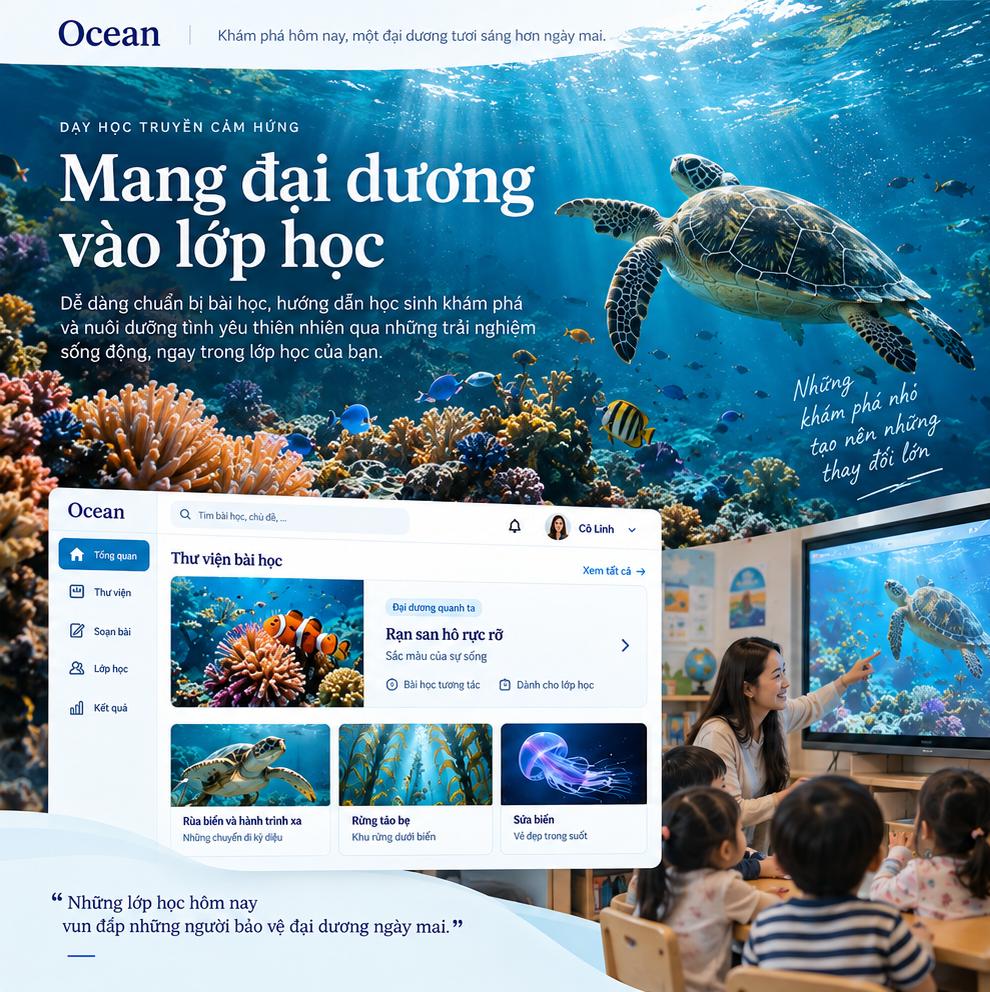 Ocean
Khám phá hôm nay, một đại dương tươi sáng hơn ngày mai.
DẠY HỌC TRUYỀN CẢM HỨNG
Mang đại dương
vào lớp học
Dễ dàng chuẩn bị bài học, hướng dẫn học sinh khám phá
và nuôi dưỡng tình yêu thiên nhiên qua những trải nghiệm
sống động, ngay trong lớp học của bạn.
Những
khám phá nhỏ
tạo nên những
thay đổi lớn
Ocean
Tìm bài học, chủ đề, ...
Cô Linh
Tổng quan
Thư viện
Soạn bài
Lớp học
Kết quả
Thư viện bài học
Xem tất cả →
Đại dương quanh ta
Rạn san hô rực rỡ
Sắc màu của sự sống
Bài học tương tác
Dành cho lớp học
Rùa biển và hành trình xa
Những chuyến đi kỳ diệu
Rừng tảo bẹ
Khu rừng dưới biển
Sứa biển
Vẻ đẹp trong suốt
“ Những lớp học hôm nay
vun đắp những người bảo vệ đại dương ngày mai. ”